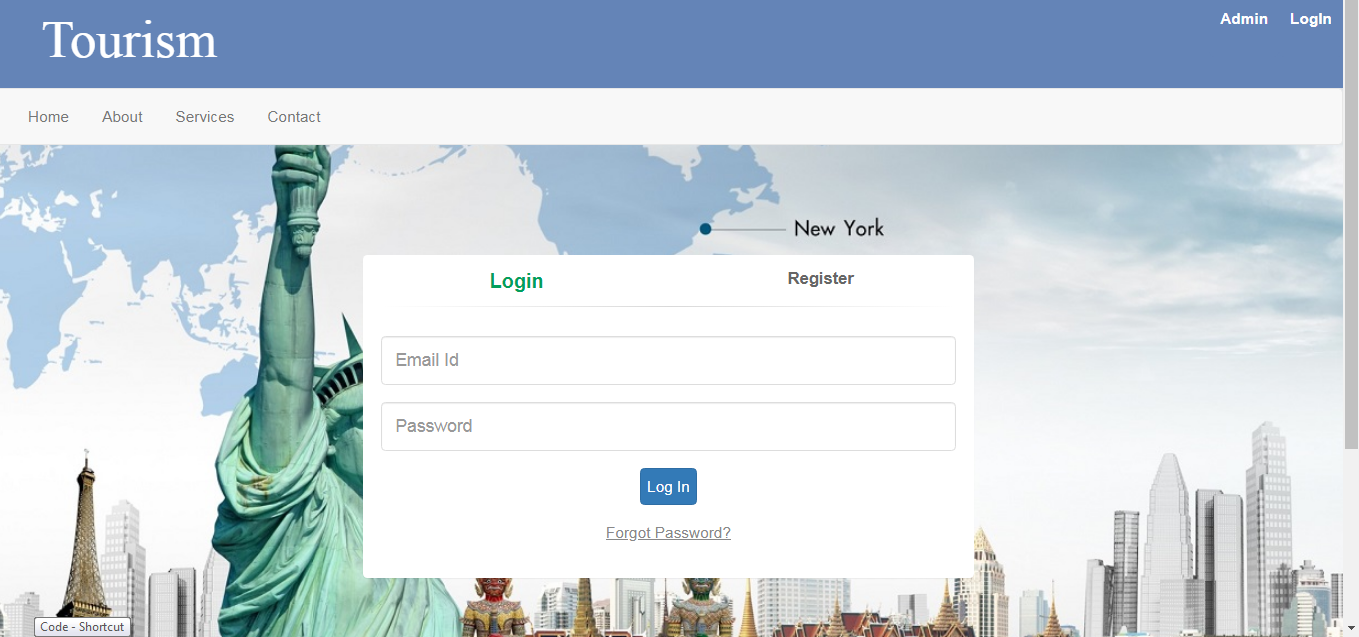 Tourism
Admin LogIn
Home About Services Contact
New York
Login Register
Email Id
Password
Log In
Forgot Password?
Code - Shortcut